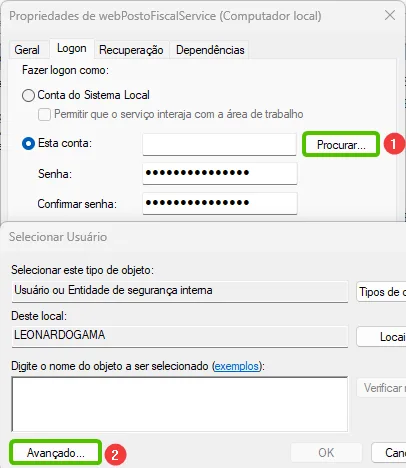 Propriedades de webPostoFiscalService (Computador local)
Geral Logon Recuperação Dependências
Fazer logon como:
Conta do Sistema Local
Permitir que o serviço interaja com a área de trabalho
Esta conta: Procurar... 1
Senha: •••••••••••••••
Confirmar senha: •••••••••••••••
Selecionar Usuário
Selecionar este tipo de objeto:
Usuário ou Entidade de segurança interna Tipos de
Deste local:
LEONARDOGAMA Locai
Digite o nome do objeto a ser selecionado (exemplos):
Verificar
Avançado... 2 OK Canc